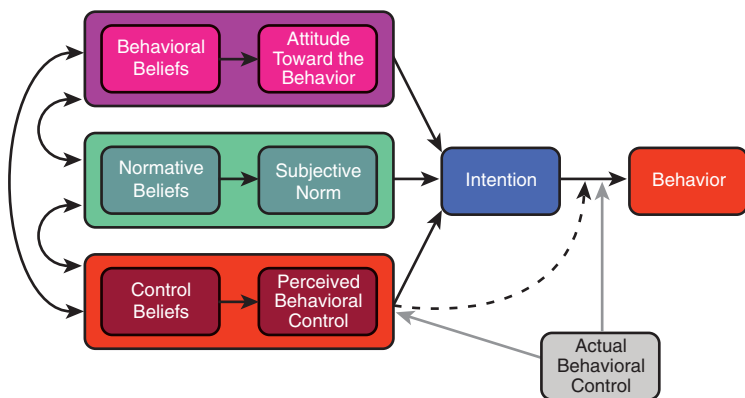 Behavioral
Beliefs
Attitude
Toward the
Behavior
Normative
Beliefs
Subjective
Norm
Intention
Behavior
Control
Beliefs
Perceived
Behavioral
Control
Actual
Behavioral
Control